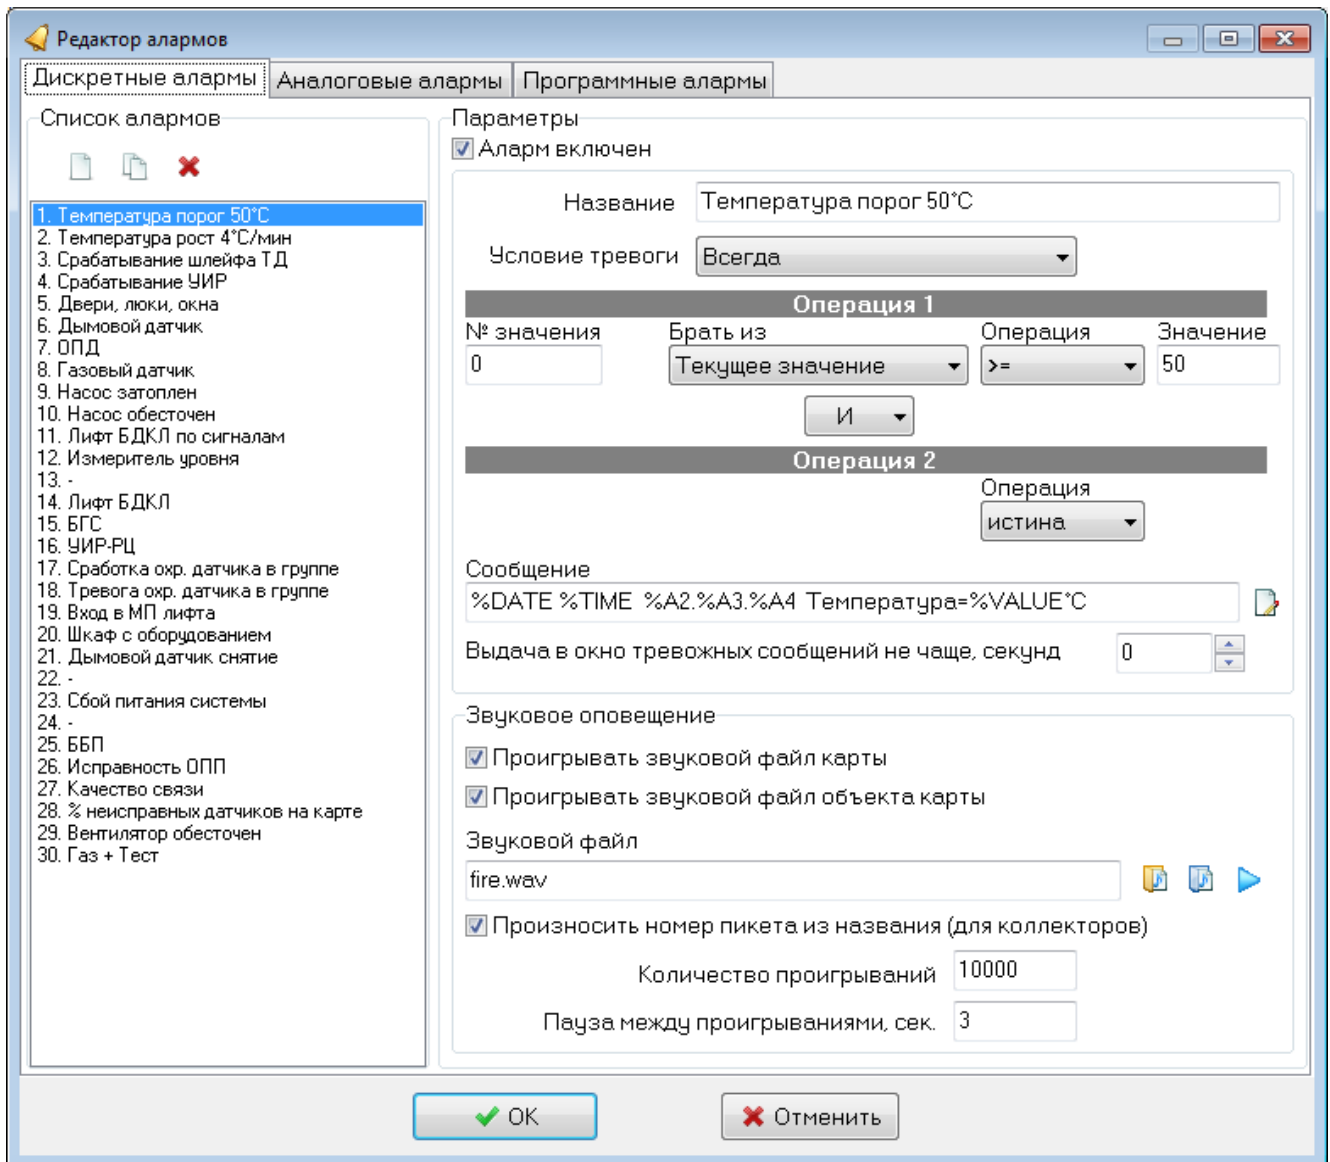 Редактор алармов
Дискретные алармы
Аналоговые алармы
Программные алармы
Список алармов
1. Температура порог 50°C
2. Температура рост 4°C/мин
3. Срабатывание шлейфа ТД
4. Срабатывание УИР
5. Двери, люки, окна
6. Дымовой датчик
7. ОПД
8. Газовый датчик
9. Насос затоплен
10. Насос обесточен
11. Лифт БДКЛ по сигналам
12. Измеритель уровня
13. -
14. Лифт БДКЛ
15. БГС
16. УИР-РЦ
17. Сработка охр. датчика в группе
18. Тревога охр. датчика в группе
19. Вход в МП лифта
20. Шкаф с оборудованием
21. Дымовой датчик снятие
22. -
23. Сбой питания системы
24. -
25. ББП
26. Исправность ОПП
27. Качество связи
28. % неисправных датчиков на карте
29. Вентилятор обесточен
30. Газ + Тест
Параметры
Аларм включен
Название Температура порог 50°C
Условие тревоги Всегда
Операция 1
№ значения Брать из Операция Значение
0 Текущее значение >= 50
И
Операция 2
Операция
истина
Сообщение
%DATE %TIME %A2.%A3.%A4 Температура=%VALUE°C
Выдача в окно тревожных сообщений не чаще, секунд 0
Звуковое оповещение
Проигрывать звуковой файл карты
Проигрывать звуковой файл объекта карты
Звуковой файл
fire.wav
Произносить номер пикета из названия (для коллекторов)
Количество проигрываний 10000
Пауза между проигрываниями, сек. 3
OK
Отменить